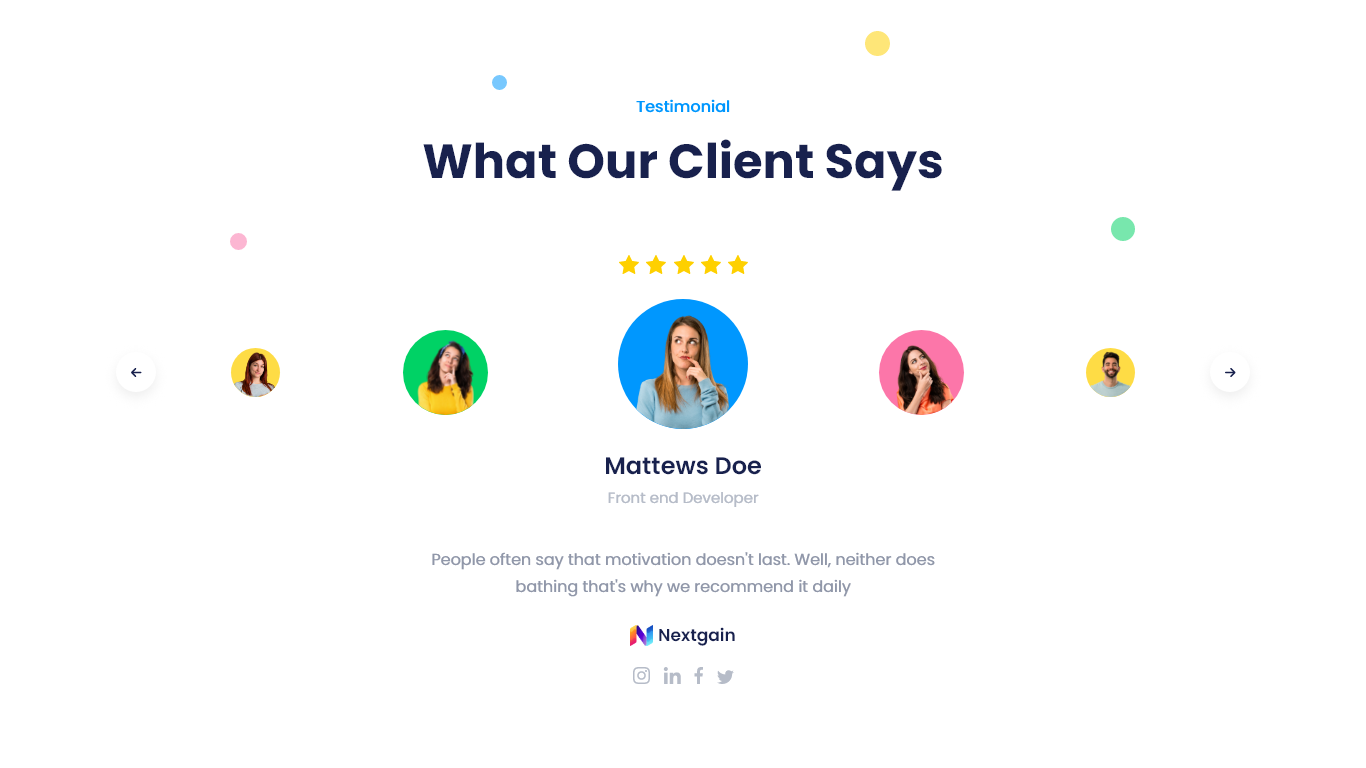 Testimonial
What Our Client Says
Mattews Doe
Front end Developer
People often say that motivation doesn't last. Well, neither does
bathing that's why we recommend it daily
Nextgain